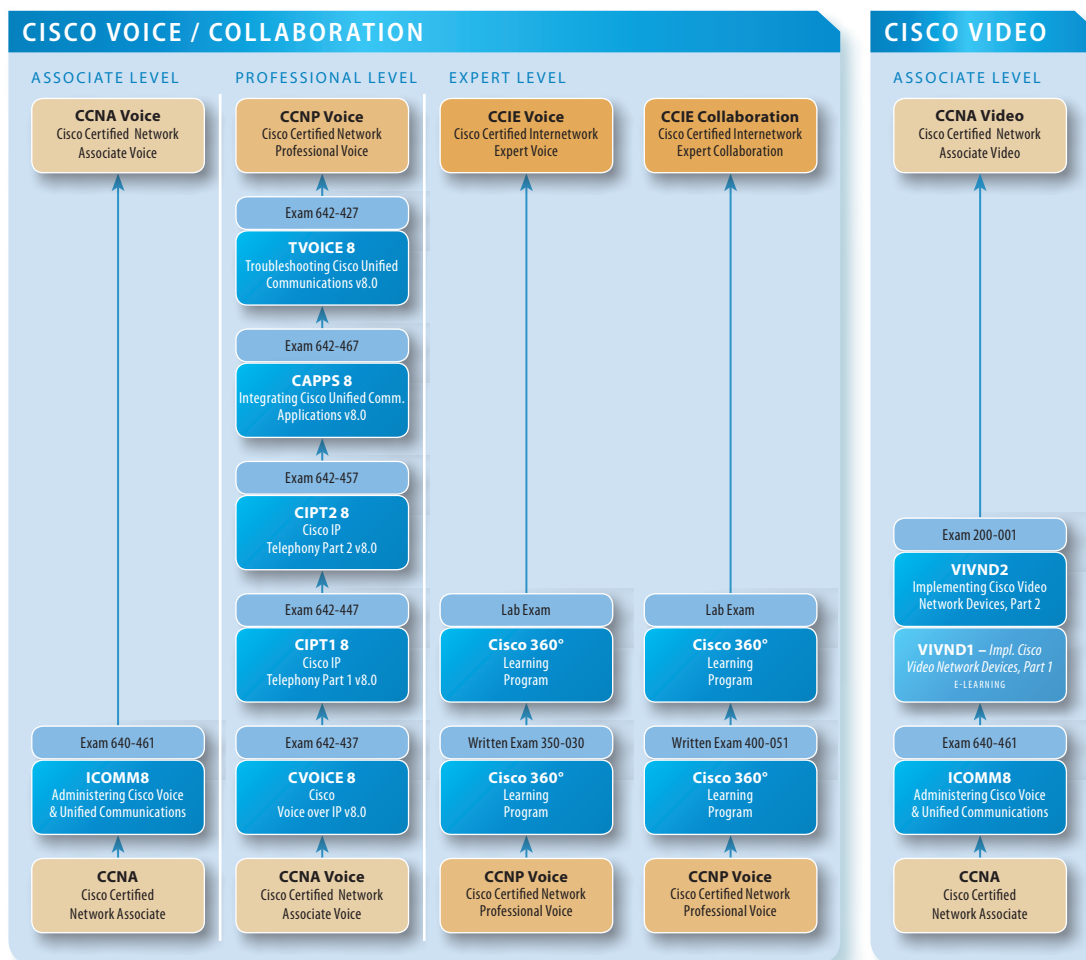 CISCO VOICE / COLLABORATION
ASSOCIATE LEVEL
CCNA Voice
Cisco Certified Network
Associate Voice
Exam 640-461
ICOMM8
Administering Cisco Voice
& Unified Communications
CCNA
Cisco Certified
Network Associate
PROFESSIONAL LEVEL
CCNP Voice
Cisco Certified Network
Professional Voice
Exam 642-427
TVOICE 8
Troubleshooting Cisco Unified
Communications v8.0
Exam 642-467
CAPPS 8
Integrating Cisco Unified Comm.
Applications v8.0
Exam 642-457
CIPT2 8
Cisco IP
Telephony Part 2 v8.0
Exam 642-447
CIPT1 8
Cisco IP
Telephony Part 1 v8.0
Exam 642-437
CVOICE 8
Cisco
Voice over IP v8.0
CCNA Voice
Cisco Certified Network
Associate Voice
EXPERT LEVEL
CCIE Voice
Cisco Certified Internetwork
Expert Voice
Lab Exam
Cisco 360°
Learning
Program
Written Exam 350-030
Cisco 360°
Learning
Program
CCNP Voice
Cisco Certified Network
Professional Voice
CCIE Collaboration
Cisco Certified Internetwork
Expert Collaboration
Lab Exam
Cisco 360°
Learning
Program
Written Exam 400-051
Cisco 360°
Learning
Program
CCNP Voice
Cisco Certified Network
Professional Voice
CISCO VIDEO
ASSOCIATE LEVEL
CCNA Video
Cisco Certified Network
Associate Video
Exam 200-001
VIVND2
Implementing Cisco Video
Network Devices, Part 2
VIVND1 – Impl. Cisco
Video Network Devices, Part 1
E-LEARNING
Exam 640-461
ICOMM8
Administering Cisco Voice
& Unified Communications
CCNA
Cisco Certified
Network Associate